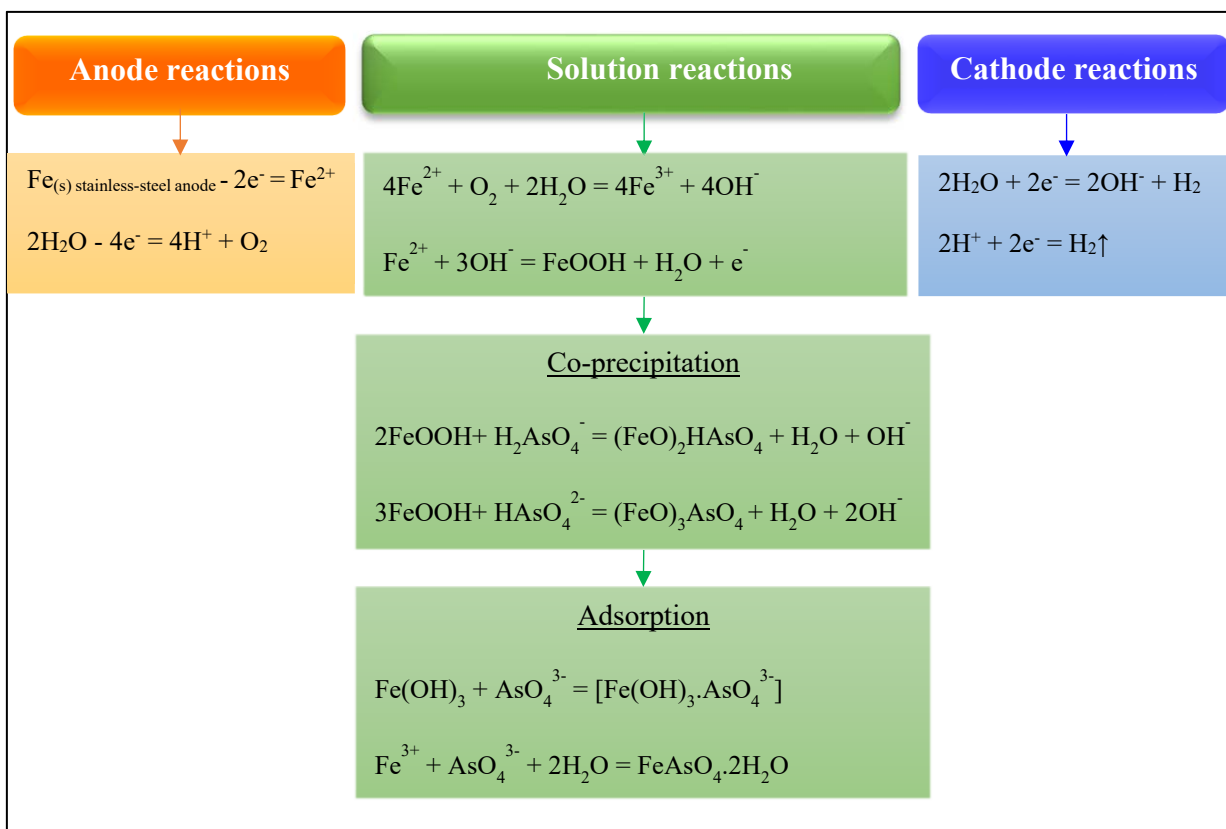 Anode reactions
Solution reactions
Cathode reactions
Fe(s) stainless-steel anode - 2e⁻ = Fe²⁺
2H₂O - 4e⁻ = 4H⁺ + O₂
4Fe²⁺ + O₂ + 2H₂O = 4Fe³⁺ + 4OH⁻
Fe²⁺ + 3OH⁻ = FeOOH + H₂O + e⁻
2H₂O + 2e⁻ = 2OH⁻ + H₂
2H⁺ + 2e⁻ = H₂↑
Co-precipitation
2FeOOH+ H₂AsO₄⁻ = (FeO)₂HAsO₄ + H₂O + OH⁻
3FeOOH+ HAsO₄²⁻ = (FeO)₃AsO₄ + H₂O + 2OH⁻
Adsorption
Fe(OH)₃ + AsO₄³⁻ = [Fe(OH)₃.AsO₄³⁻]
Fe³⁺ + AsO₄³⁻ + 2H₂O = FeAsO₄.2H₂O